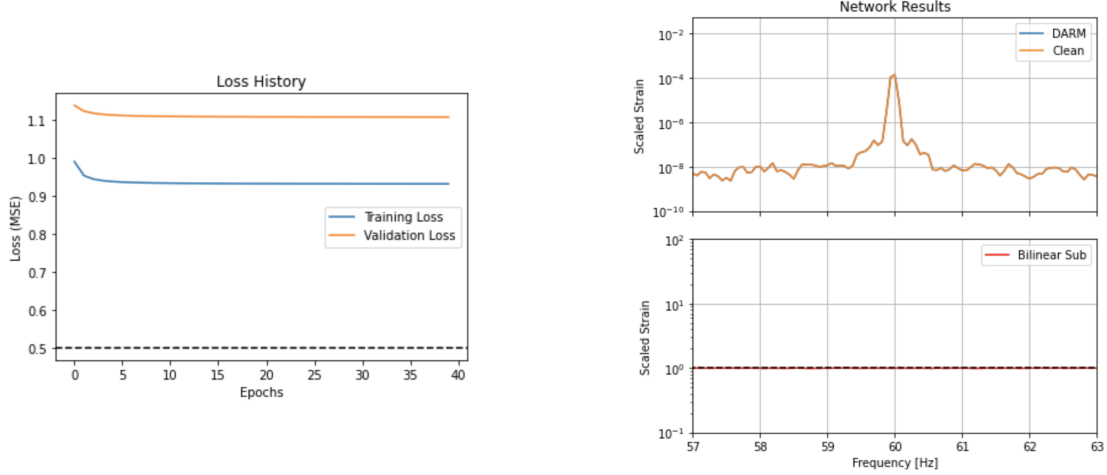 Loss History
Loss (MSE)
1.1
1.0
0.9
0.8
0.7
0.6
0.5
Training Loss
Validation Loss
0 5 10 15 20 25 30 35 40
Epochs
Network Results
Scaled Strain
10⁻²
10⁻⁴
10⁻⁶
10⁻⁸
10⁻¹⁰
DARM
Clean
Scaled Strain
10²
10¹
10⁰
10⁻¹
Bilinear Sub
57 58 59 60 61 62 63
Frequency [Hz]